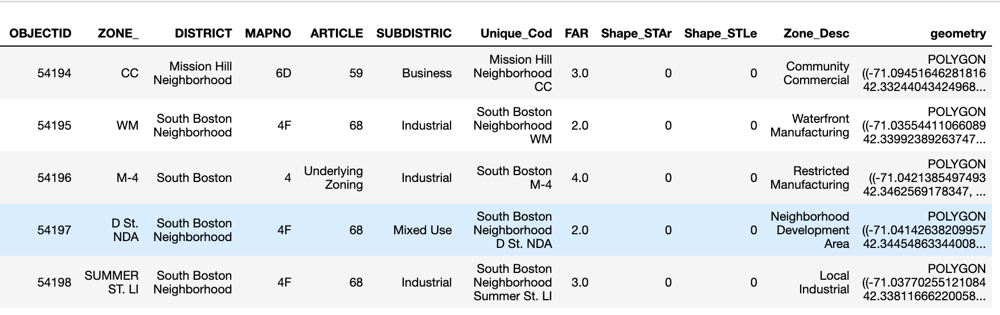 OBJECTID ZONE_ DISTRICT MAPNO ARTICLE SUBDISTRIC Unique_Cod FAR Shape_STAr Shape_STLe Zone_Desc geometry
54194 CC Mission Hill Neighborhood 6D 59 Business Mission Hill Neighborhood CC 3.0 0 0 Community Commercial POLYGON ((-71.09451646281816 42.33244043424968...
54195 WM South Boston Neighborhood 4F 68 Industrial South Boston Neighborhood WM 2.0 0 0 Waterfront Manufacturing POLYGON ((-71.03554411066089 42.33992389263747...
54196 M-4 South Boston 4 Underlying Zoning Industrial South Boston M-4 4.0 0 0 Restricted Manufacturing POLYGON ((-71.0421385497493 42.3462569178347, ...
54197 D St. NDA South Boston Neighborhood 4F 68 Mixed Use South Boston Neighborhood D St. NDA 2.0 0 0 Neighborhood Development Area POLYGON ((-71.04142638209957 42.34454863344008...
54198 SUMMER ST. LI South Boston Neighborhood 4F 68 Industrial South Boston Neighborhood Summer St. LI 3.0 0 0 Local Industrial POLYGON ((-71.03770255121084 42.33811666220058...